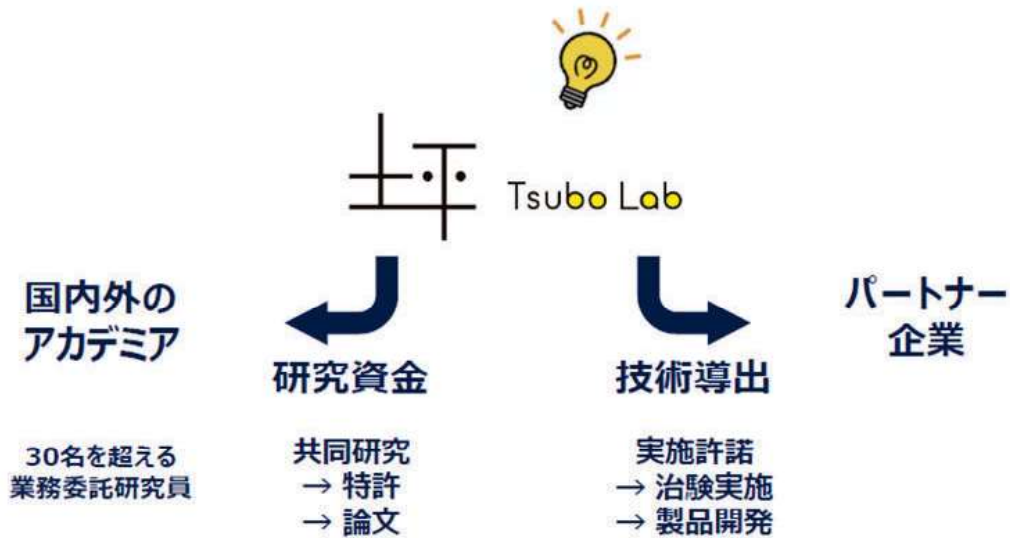 坪
Tsubo Lab
国内外の
アカデミア
研究資金
技術導出
パートナー
企業
30名を超える
業務委託研究員
共同研究
→ 特許
→ 論文
実施許諾
→ 治験実施
→ 製品開発